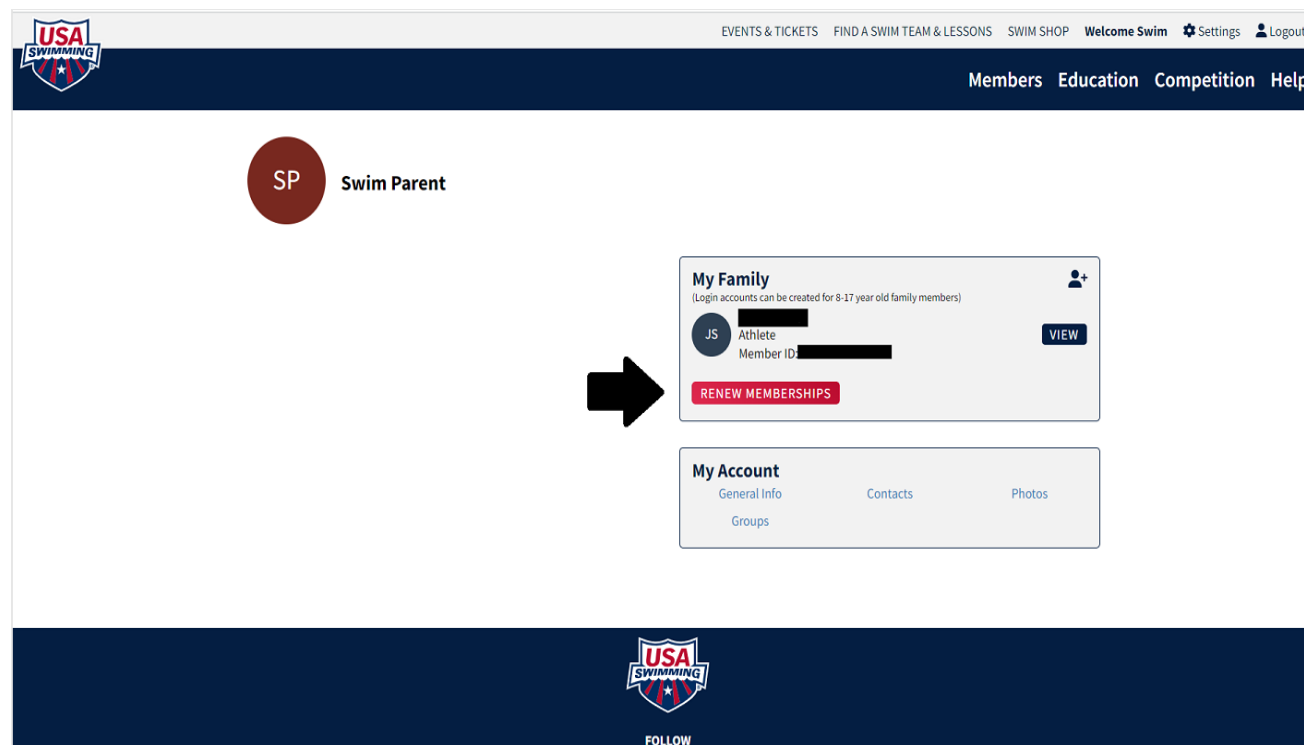 USA
SWIMMING
EVENTS & TICKETS FIND A SWIM TEAM & LESSONS SWIM SHOP Welcome Swim Settings Logout
Members Education Competition Help
SP
Swim Parent
My Family
(Login accounts can be created for 8-17 year old family members)
JS
Athlete
Member ID:
VIEW
RENEW MEMBERSHIPS
My Account
General Info Contacts Photos
Groups
USA
SWIMMING
FOLLOW